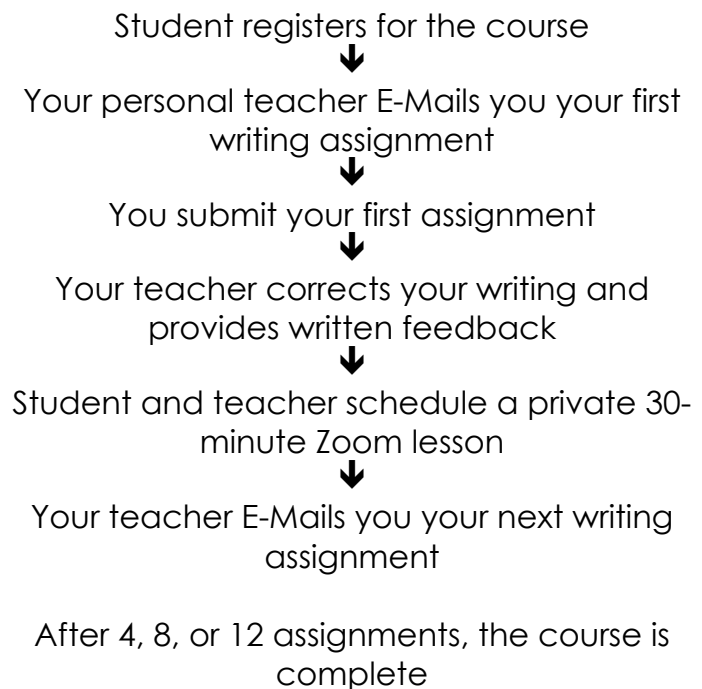 Student registers for the course
🡻
Your personal teacher E-Mails you your first
writing assignment
🡻
You submit your first assignment
🡻
Your teacher corrects your writing and
provides written feedback
🡻
Student and teacher schedule a private 30-
minute Zoom lesson
🡻
Your teacher E-Mails you your next writing
assignment
After 4, 8, or 12 assignments, the course is
complete